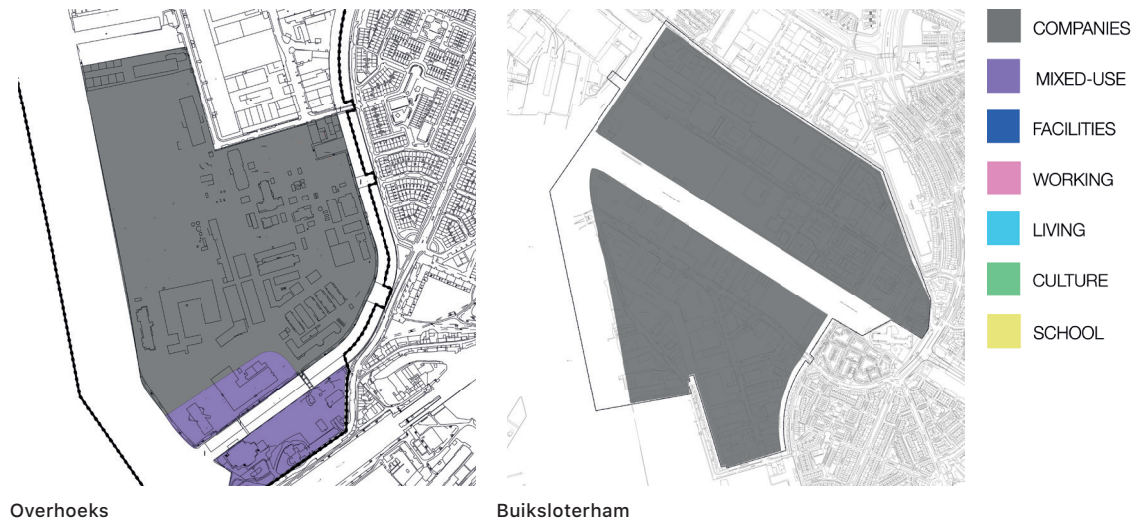 COMPANIES
MIXED-USE
FACILITIES
WORKING
LIVING
CULTURE
SCHOOL
Overhoeks
Buiksloterham